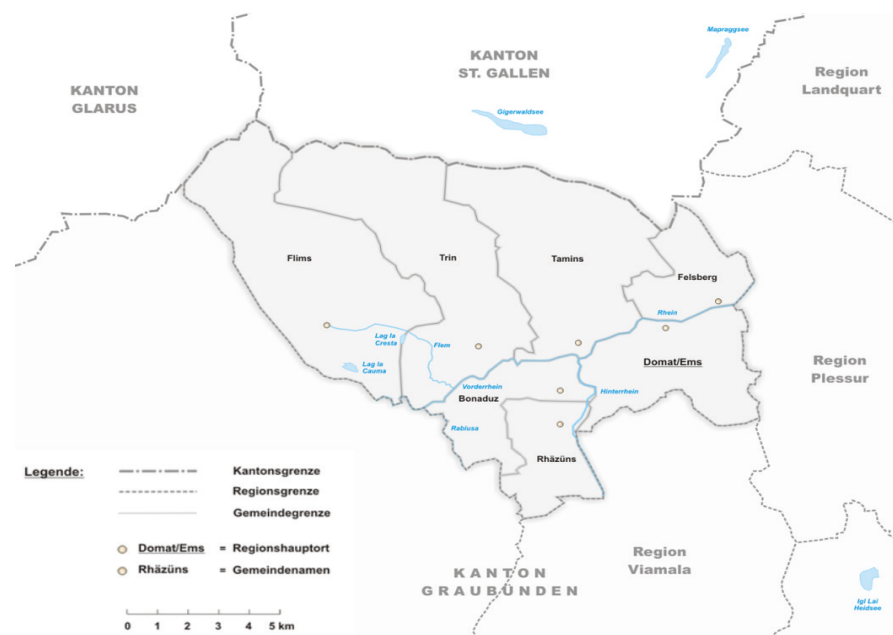 Mapraggsee
KANTON
ST. GALLEN
Region
Landquart
KANTON
GLARUS
Gigerwaldsee
Flims
Trin
Tamins
Felsberg
Rhein
Lag la
Cresta
Flem
Domat/Ems
Region
Plessur
Lag la
Cauma
Vorderrhein
Bonaduz
Hinterrhein
Rabiusa
Rhäzüns
Legende:
Kantonsgrenze
Regionsgrenze
Gemeindegrenze
Domat/Ems = Regionshauptort
Rhäzüns = Gemeindenamen
KANTON
GRAUBÜNDEN
Region
Viamala
Igl Lai
Heidsee
0 1 2 3 4 5 km